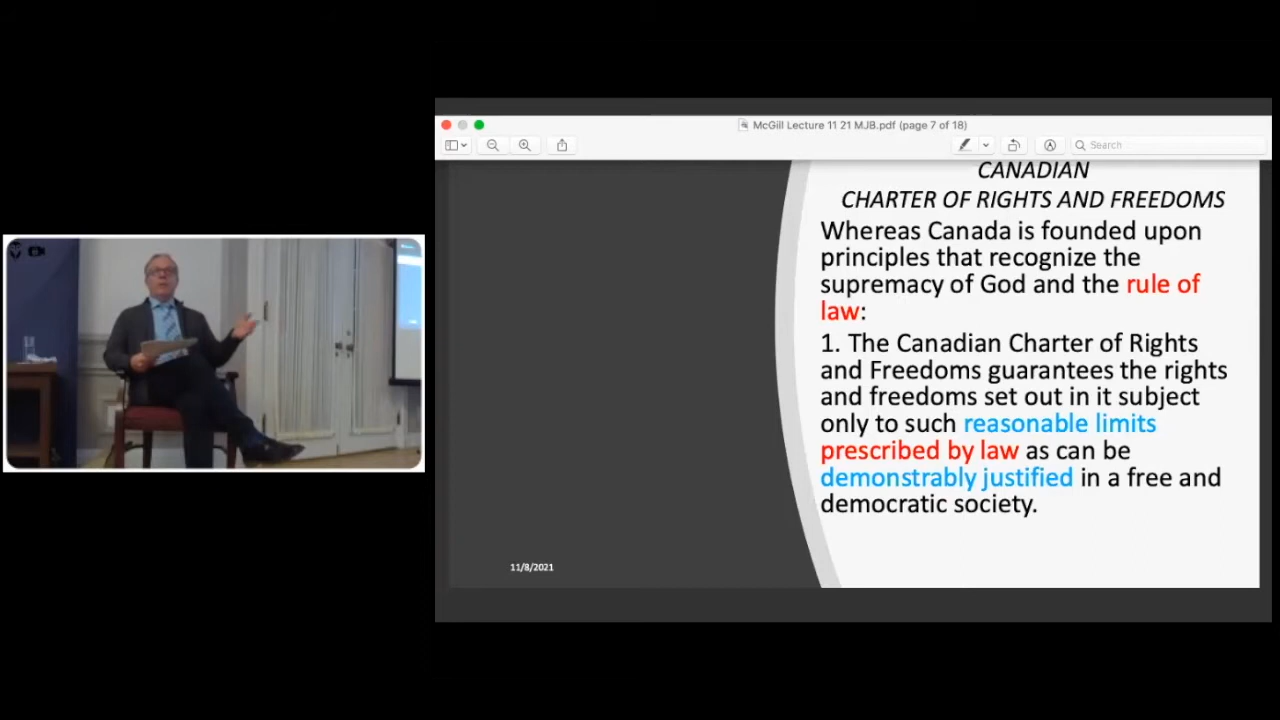 McGill Lecture 11 21 MJB.pdf (page 7 of 18)
Search
CANADIAN
CHARTER OF RIGHTS AND FREEDOMS
Whereas Canada is founded upon
principles that recognize the
supremacy of God and the rule of
law:
1. The Canadian Charter of Rights
and Freedoms guarantees the rights
and freedoms set out in it subject
only to such reasonable limits
prescribed by law as can be
demonstrably justified in a free and
democratic society.
11/8/2021